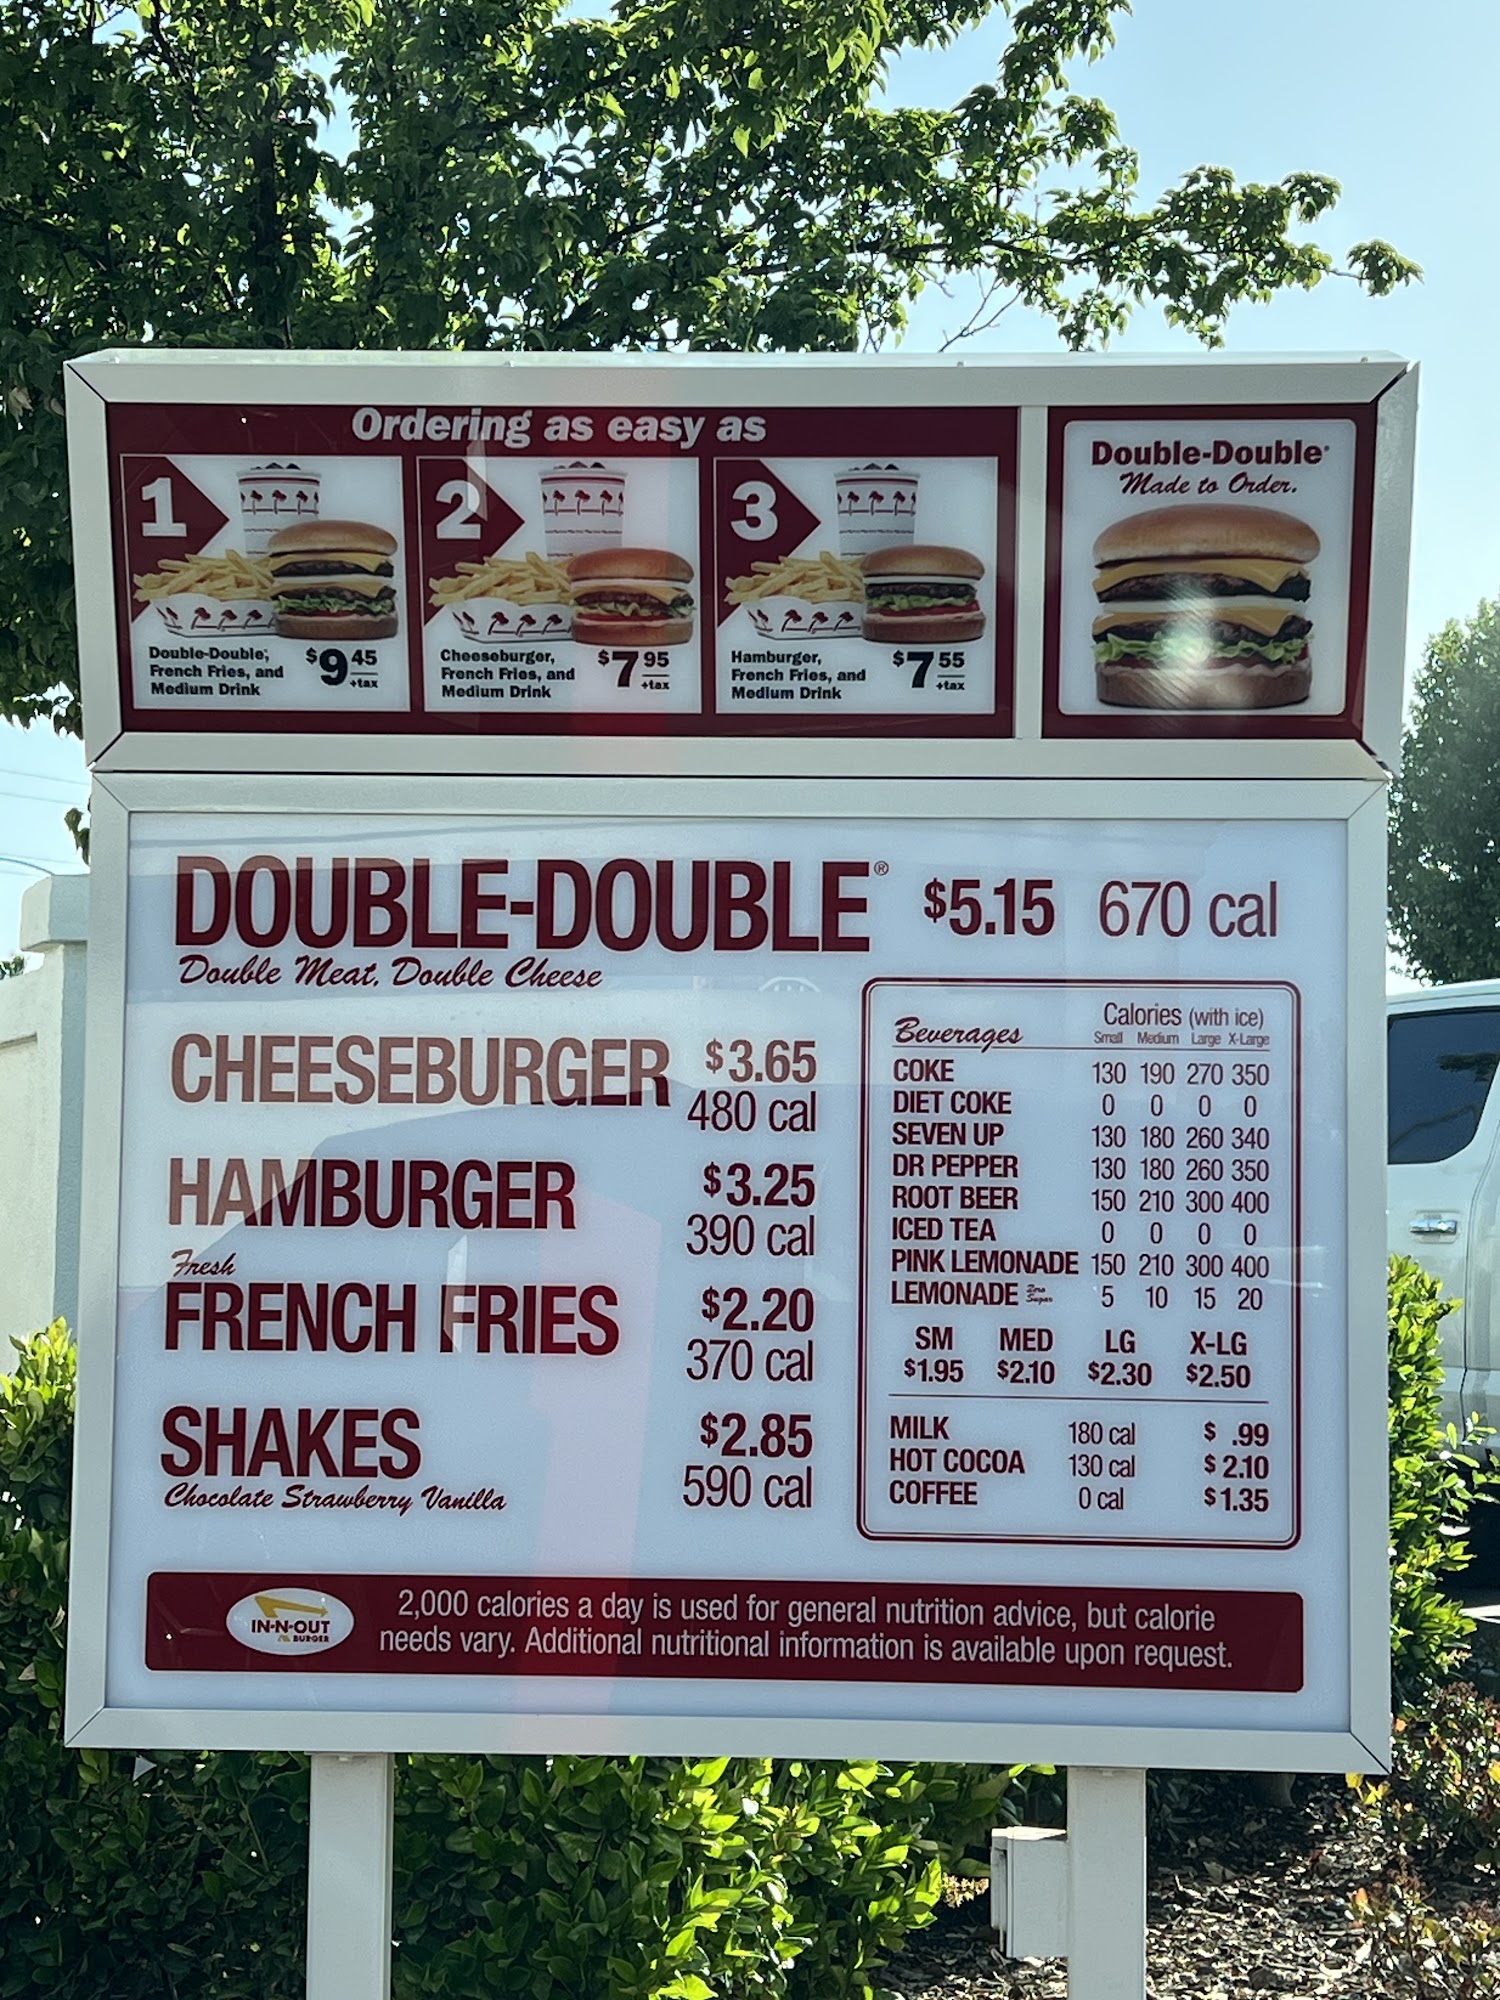 Ordering as easy as
1
Double-Double®,
French Fries, and
Medium Drink
$9 45
+tax
2
Cheeseburger,
French Fries, and
Medium Drink
$7 95
+tax
3
Hamburger,
French Fries, and
Medium Drink
$7 55
+tax
Double-Double®
Made to Order.
DOUBLE-DOUBLE® $5.15 670 cal
Double Meat, Double Cheese
CHEESEBURGER $3.65
480 cal
HAMBURGER $3.25
390 cal
Fresh
FRENCH FRIES $2.20
370 cal
SHAKES $2.85
Chocolate Strawberry Vanilla 590 cal
Beverages Calories (with ice)
Small Medium Large X-Large
COKE 130 190 270 350
DIET COKE 0 0 0 0
SEVEN UP 130 180 260 340
DR PEPPER 130 180 260 350
ROOT BEER 150 210 300 400
ICED TEA 0 0 0 0
PINK LEMONADE 150 210 300 400
LEMONADE Zero Sugar 5 10 15 20
SM MED LG X-LG
$1.95 $2.10 $2.30 $2.50
MILK 180 cal $ .99
HOT COCOA 130 cal $ 2.10
COFFEE 0 cal $ 1.35
IN-N-OUT
BURGER
2,000 calories a day is used for general nutrition advice, but calorie
needs vary. Additional nutritional information is available upon request.